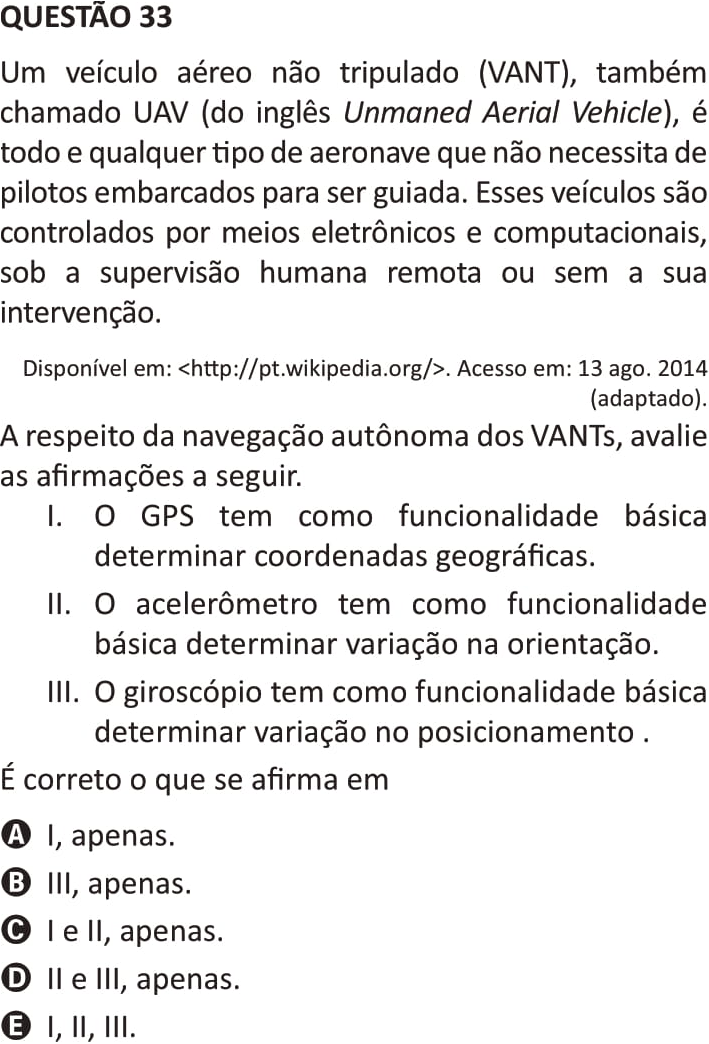 QUESTÃO 33
Um veículo aéreo não tripulado (VANT), também
chamado UAV (do inglês Unmaned Aerial Vehicle), é
todo e qualquer tipo de aeronave que não necessita de
pilotos embarcados para ser guiada. Esses veículos são
controlados por meios eletrônicos e computacionais,
sob a supervisão humana remota ou sem a sua
intervenção.
Disponível em: <http://pt.wikipedia.org/>. Acesso em: 13 ago. 2014
(adaptado).
A respeito da navegação autônoma dos VANTs, avalie
as afirmações a seguir.
I. O GPS tem como funcionalidade básica
determinar coordenadas geográficas.
II. O acelerômetro tem como funcionalidade
básica determinar variação na orientação.
III. O giroscópio tem como funcionalidade básica
determinar variação no posicionamento .
É correto o que se afirma em
A I, apenas.
B III, apenas.
C I e II, apenas.
D II e III, apenas.
E I, II, III.